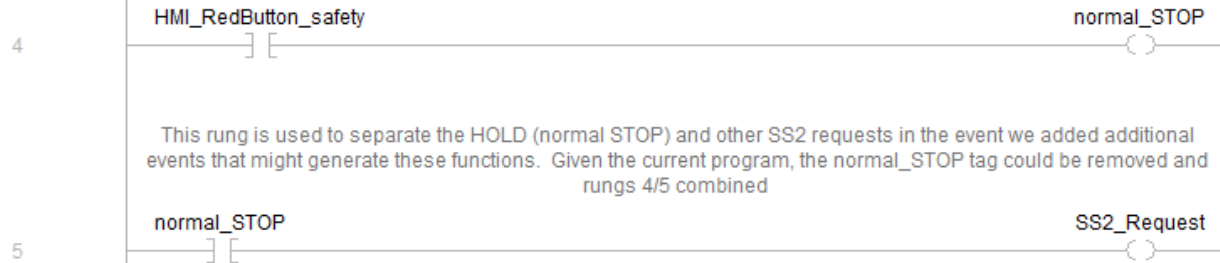 HMI_RedButton_safety normal_STOP
4
This rung is used to separate the HOLD (normal STOP) and other SS2 requests in the event we added additional
events that might generate these functions.  Given the current program, the normal_STOP tag could be removed and
rungs 4/5 combined
normal_STOP SS2_Request
5